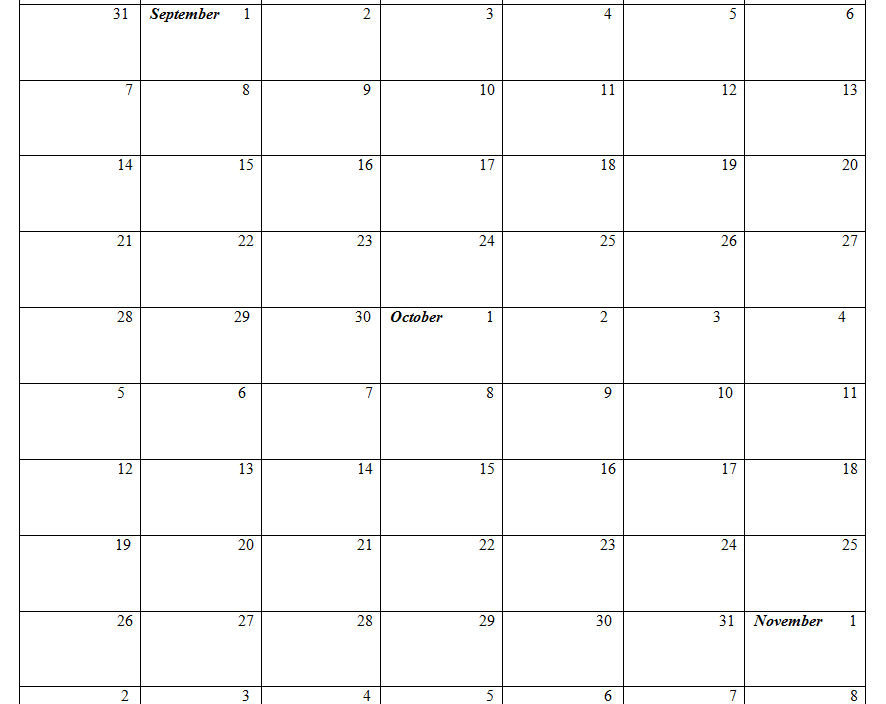 31 September 1 2 3 4 5 6
7 8 9 10 11 12 13
14 15 16 17 18 19 20
21 22 23 24 25 26 27
28 29 30 October 1 2 3 4
5 6 7 8 9 10 11
12 13 14 15 16 17 18
19 20 21 22 23 24 25
26 27 28 29 30 31 November 1
2 3 4 5 6 7 8